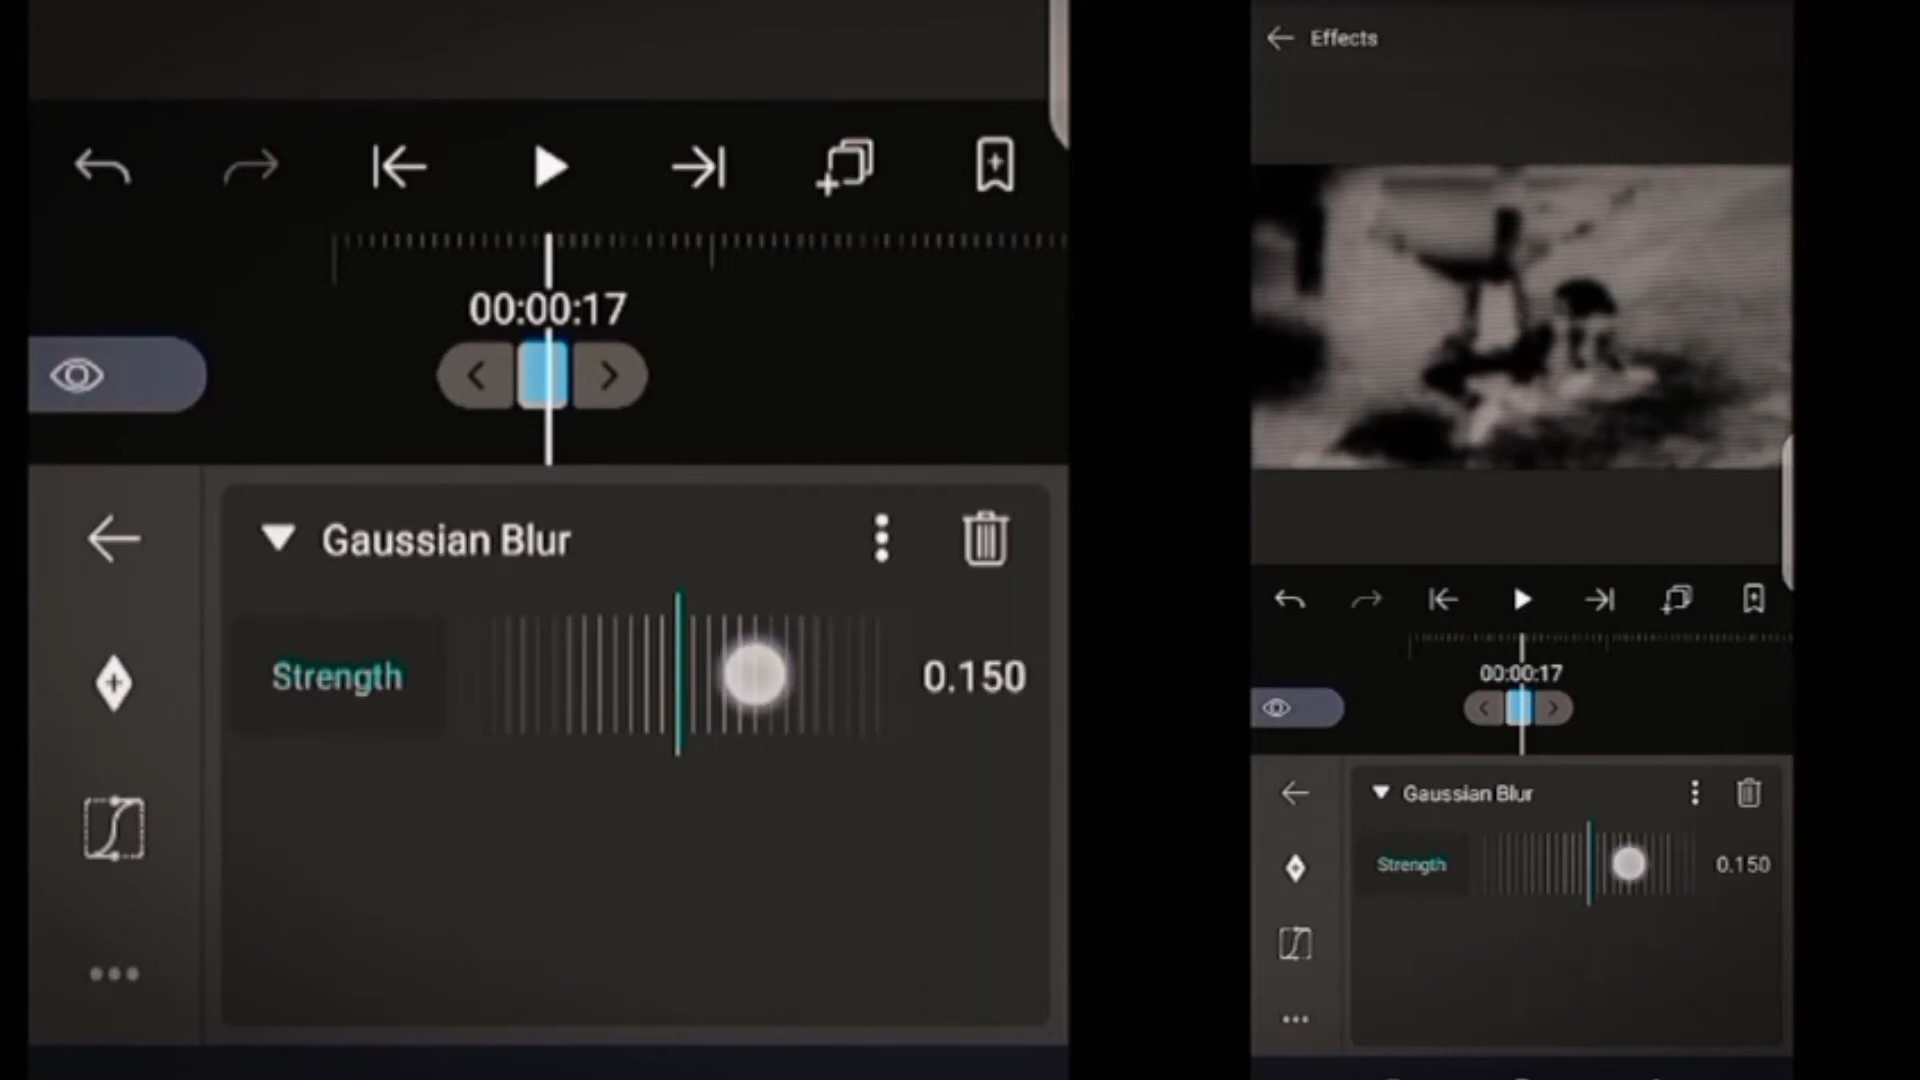 00:00:17
Gaussian Blur
Strength
0.150
Effects
00:00:17
Gaussian Blur
Strength
0.150